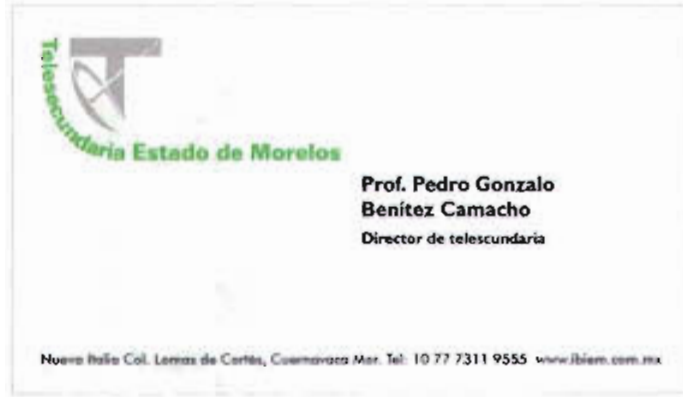 Telesecundaria Estado de Morelos
Prof. Pedro Gonzalo
Benítez Camacho
Director de telescundaria
Nueva Italia Col. Lomas de Cortés, Cuernavaca Mor. Tel: 10 77 7311 9555 www.ibiem.com.mx